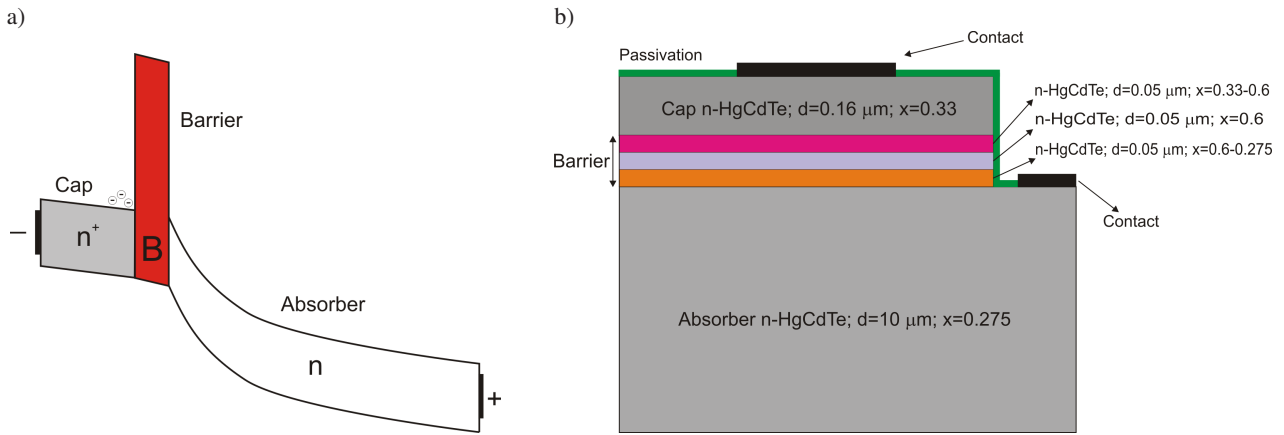 a)
Barrier
Cap
n⁺
−
B
Absorber
n
+
b)
Contact
Passivation
Cap n-HgCdTe; d=0.16 μm; x=0.33
n-HgCdTe; d=0.05 μm; x=0.33-0.6
n-HgCdTe; d=0.05 μm; x=0.6
Barrier
n-HgCdTe; d=0.05 μm; x=0.6-0.275
Contact
Absorber n-HgCdTe; d=10 μm; x=0.275